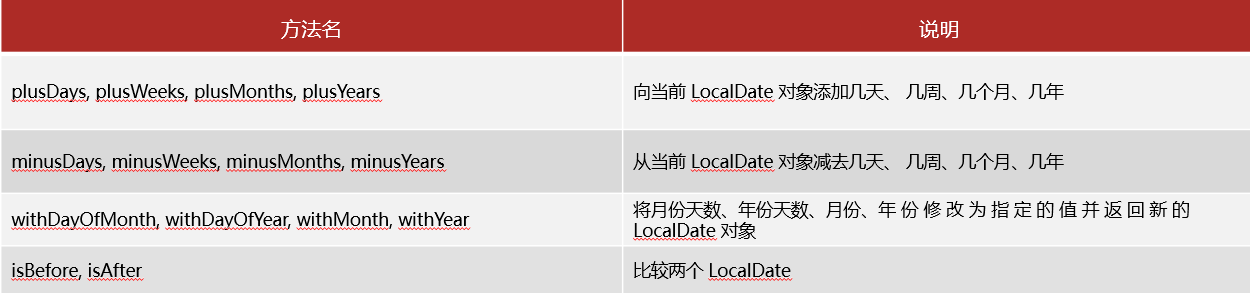 方法名
说明
plusDays, plusWeeks, plusMonths, plusYears
向当前 LocalDate 对象添加几天、 几周、几个月、几年
minusDays, minusWeeks, minusMonths, minusYears
从当前 LocalDate 对象减去几天、 几周、几个月、几年
withDayOfMonth, withDayOfYear, withMonth, withYear
将月份天数、年份天数、月份、年 份 修 改 为 指 定 的 值 并 返 回 新 的
LocalDate 对象
isBefore, isAfter
比较两个 LocalDate